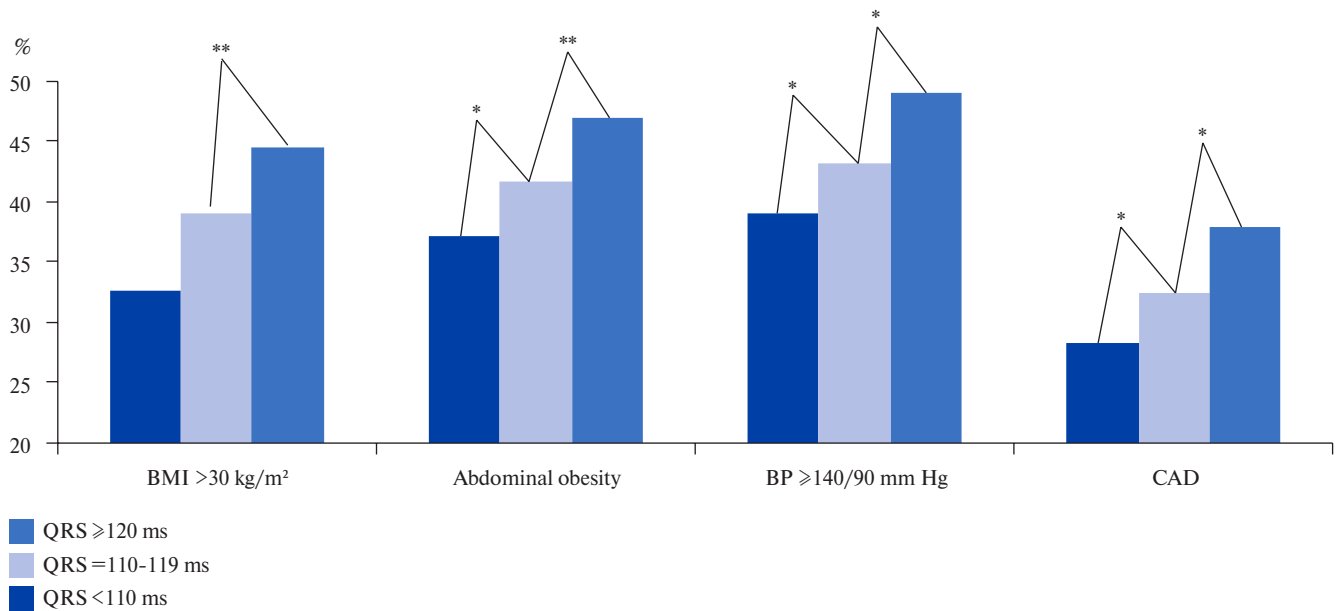 %
** * ** * * * *
50
45
40
35
30
25
20
BMI >30 kg/m² Abdominal obesity BP ⩾140/90 mm Hg CAD
QRS ⩾120 ms
QRS =110-119 ms
QRS <110 ms